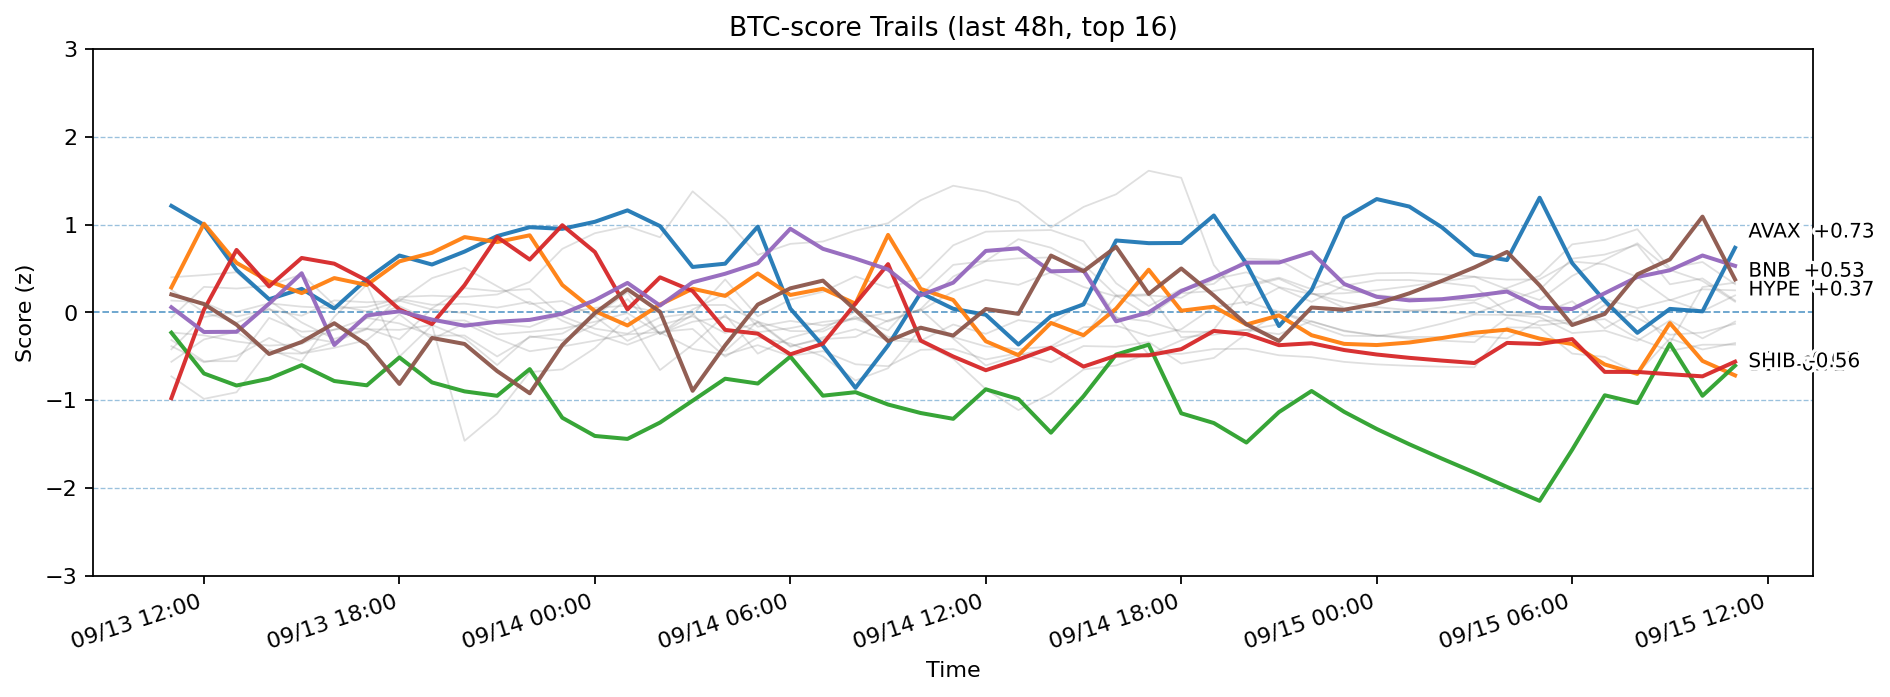 BTC-score Trails (last 48h, top 16)
3
2
1
0
−1
−2
−3
Score (z)
AVAX +0.73
BNB +0.53
HYPE +0.37
SHIB -0.56
09/13 12:00
09/13 18:00
09/14 00:00
09/14 06:00
09/14 12:00
09/14 18:00
09/15 00:00
09/15 06:00
09/15 12:00
Time